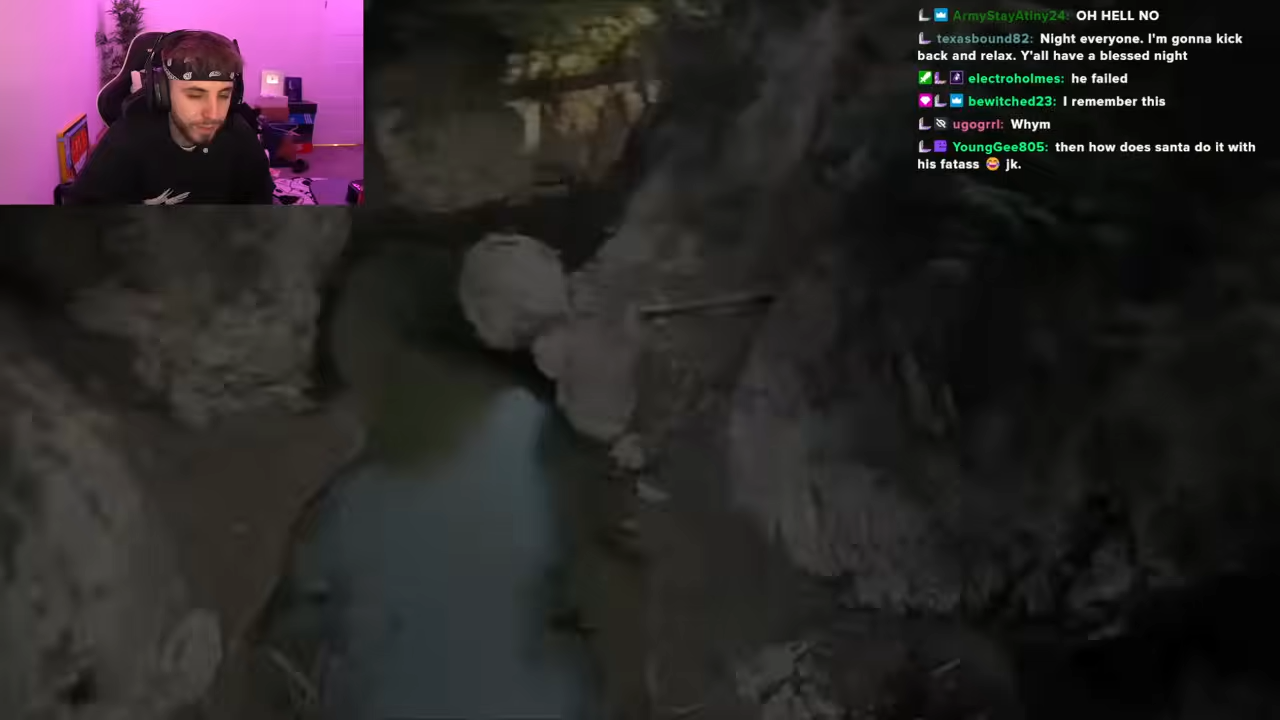 ArmyStayAtiny24: OH HELL NO
texasbound82: Night everyone. I'm gonna kick
back and relax. Y'all have a blessed night
electroholmes: he falled
bewitched23: I remember this
ugogrrl: Whym
YoungGee805: then how does santa do it with
his fatass 😂 jk.